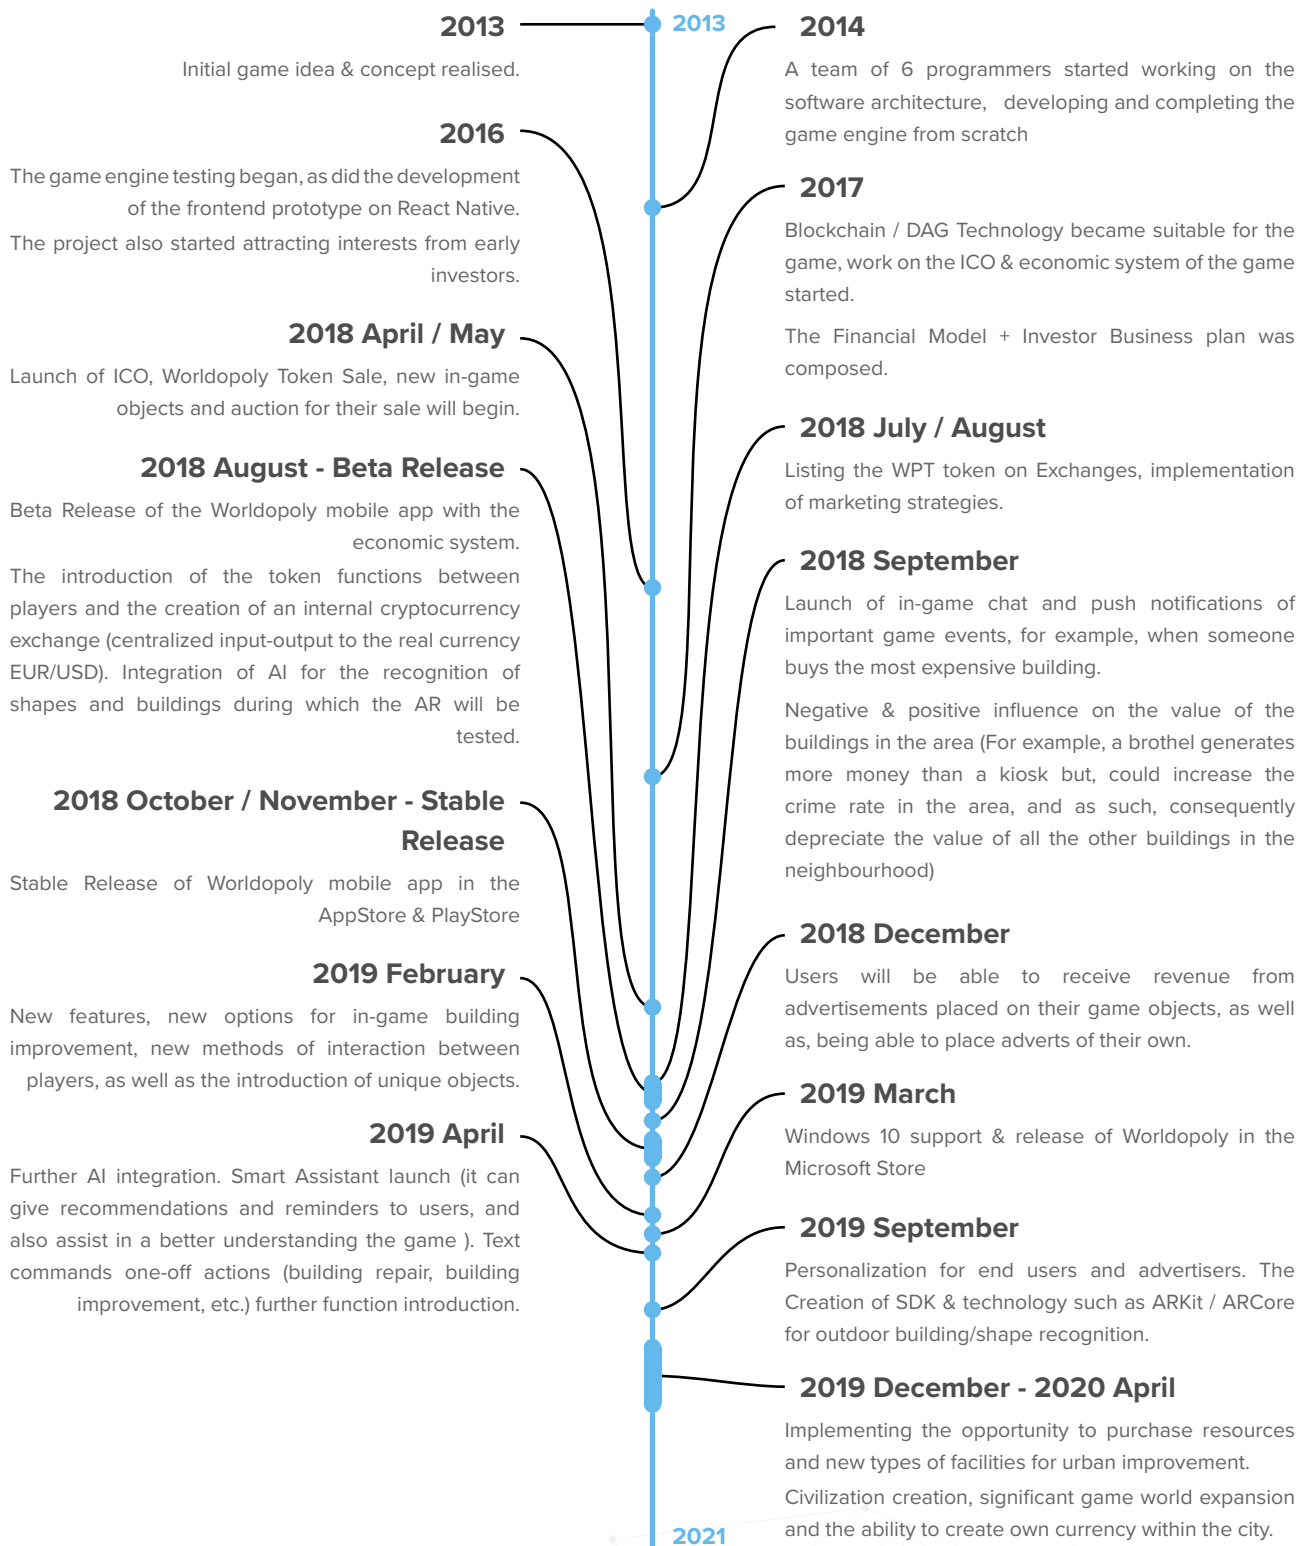 2013
Initial game idea & concept realised.
2016
The game engine testing began, as did the development
of the frontend prototype on React Native.
The project also started attracting interests from early
investors.
2018 April / May
Launch of ICO, Worldopoly Token Sale, new in-game
objects and auction for their sale will begin.
2018 August - Beta Release
Beta Release of the Worldopoly mobile app with the
economic system.
The introduction of the token functions between
players and the creation of an internal cryptocurrency
exchange (centralized input-output to the real currency
EUR/USD). Integration of AI for the recognition of
shapes and buildings during which the AR will be
tested.
2018 October / November - Stable
Release
Stable Release of Worldopoly mobile app in the
AppStore & PlayStore
2019 February
New features, new options for in-game building
improvement, new methods of interaction between
players, as well as the introduction of unique objects.
2019 April
Further AI integration. Smart Assistant launch (it can
give recommendations and reminders to users, and
also assist in a better understanding the game ). Text
commands one-off actions (building repair, building
improvement, etc.) further function introduction.
2013
2021
2014
A team of 6 programmers started working on the
software architecture, developing and completing the
game engine from scratch
2017
Blockchain / DAG Technology became suitable for the
game, work on the ICO & economic system of the game
started.
The Financial Model + Investor Business plan was
composed.
2018 July / August
Listing the WPT token on Exchanges, implementation
of marketing strategies.
2018 September
Launch of in-game chat and push notifications of
important game events, for example, when someone
buys the most expensive building.
Negative & positive influence on the value of the
buildings in the area (For example, a brothel generates
more money than a kiosk but, could increase the
crime rate in the area, and as such, consequently
depreciate the value of all the other buildings in the
neighbourhood)
2018 December
Users will be able to receive revenue from
advertisements placed on their game objects, as well
as, being able to place adverts of their own.
2019 March
Windows 10 support & release of Worldopoly in the
Microsoft Store
2019 September
Personalization for end users and advertisers. The
Creation of SDK & technology such as ARKit / ARCore
for outdoor building/shape recognition.
2019 December - 2020 April
Implementing the opportunity to purchase resources
and new types of facilities for urban improvement.
Civilization creation, significant game world expansion
and the ability to create own currency within the city.